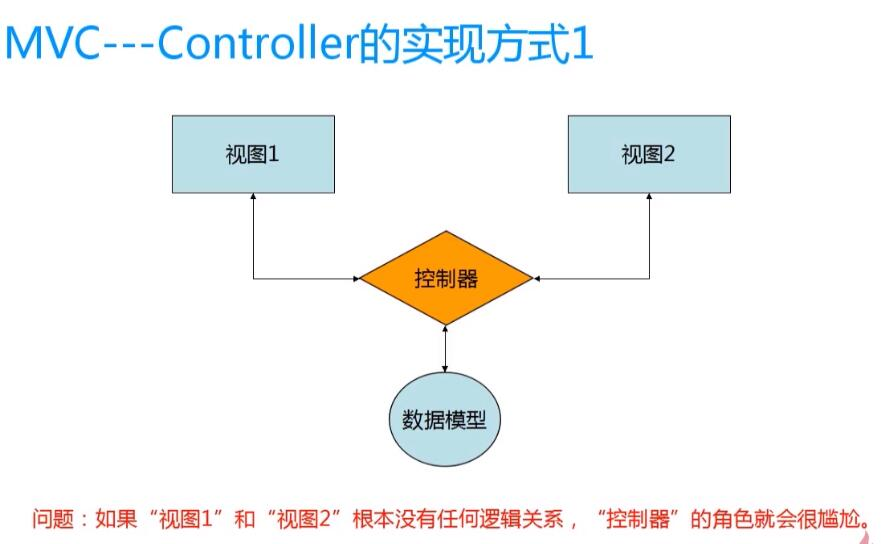 MVC---Controller的实现方式1
视图1
视图2
控制器
数据模型
问题：如果“视图1”和“视图2”根本没有任何逻辑关系，“控制器”的角色就会很尴尬。